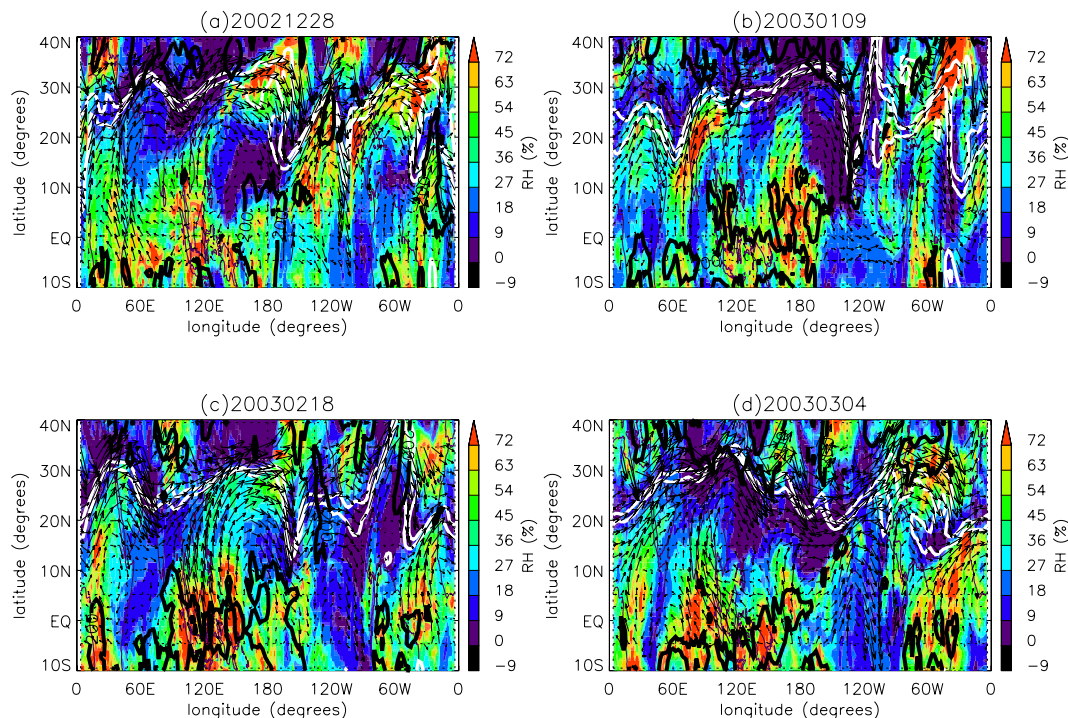 (a)20021228
40N
30N
20N
10N
EQ
10S
latitude (degrees)
0 60E 120E 180 120W 60W 0
longitude (degrees)
72
63
54
45
36
27
18
9
0
−9
RH (%)
(b)20030109
40N
30N
20N
10N
EQ
10S
latitude (degrees)
0 60E 120E 180 120W 60W 0
longitude (degrees)
72
63
54
45
36
27
18
9
0
−9
RH (%)
(c)20030218
40N
30N
20N
10N
EQ
10S
latitude (degrees)
0 60E 120E 180 120W 60W 0
longitude (degrees)
72
63
54
45
36
27
18
9
0
−9
RH (%)
(d)20030304
40N
30N
20N
10N
EQ
10S
latitude (degrees)
0 60E 120E 180 120W 60W 0
longitude (degrees)
72
63
54
45
36
27
18
9
0
−9
RH (%)